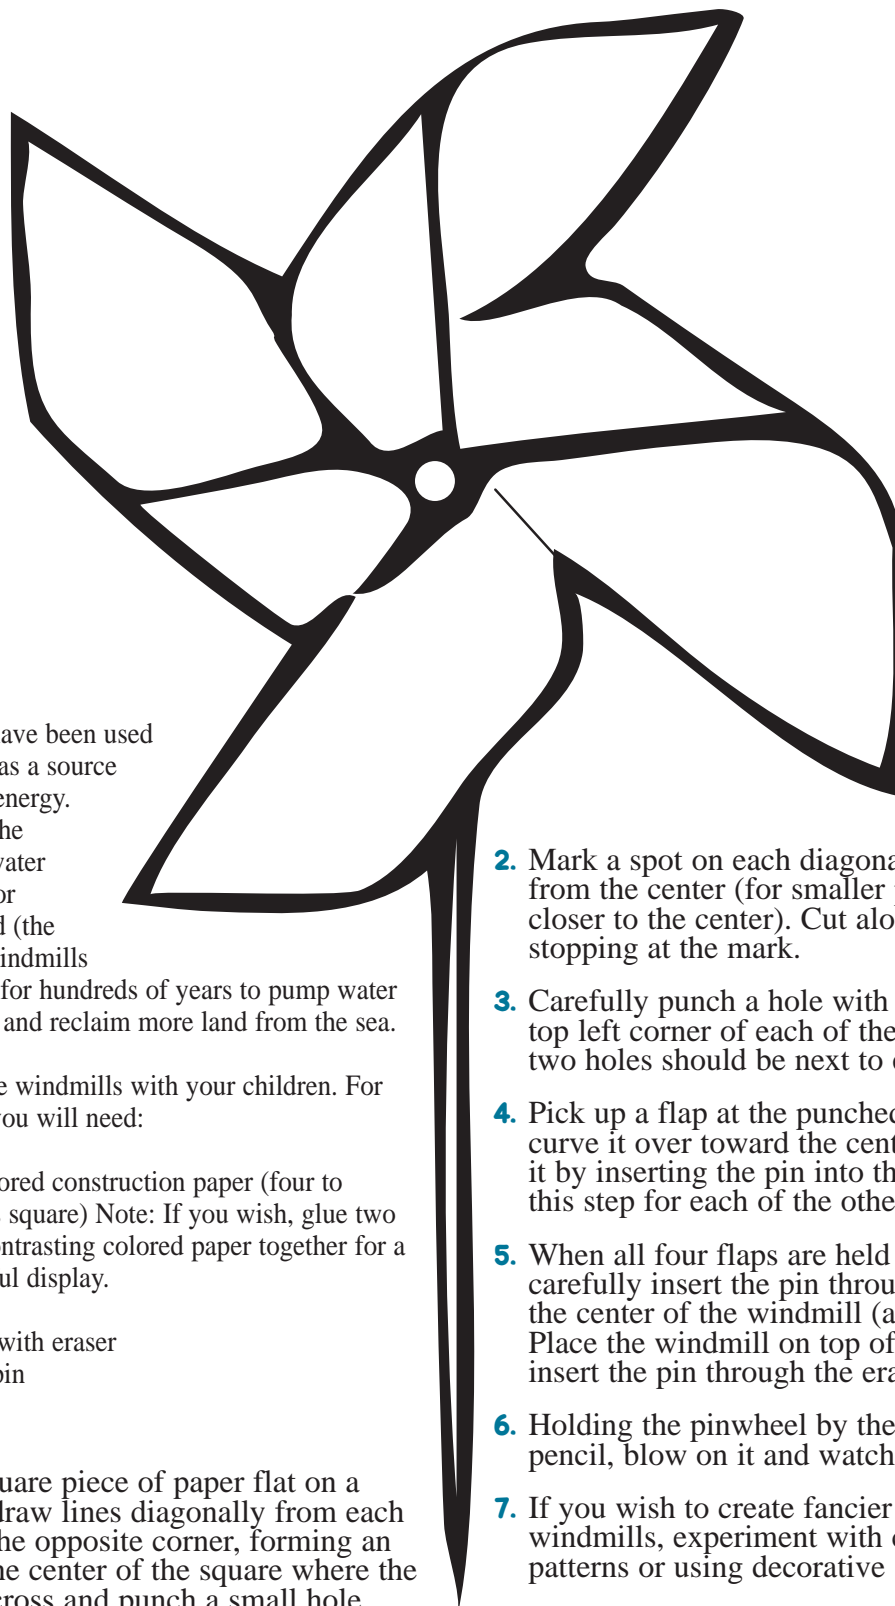 ave been used
as a source
energy.
he
vater
or
d (the
indmills
for hundreds of years to pump water
and reclaim more land from the sea.
e windmills with your children. For
you will need:
ored construction paper (four to
s square) Note: If you wish, glue two
ontrasting colored paper together for a
ul display.
with eraser
pin
uare piece of paper flat on a
draw lines diagonally from each
he opposite corner, forming an
he center of the square where the
cross and punch a small hole
2. Mark a spot on each diagona
from the center (for smaller
closer to the center). Cut alo
stopping at the mark.
3. Carefully punch a hole with
top left corner of each of the
two holes should be next to
4. Pick up a flap at the punched
curve it over toward the cent
it by inserting the pin into th
this step for each of the othe
5. When all four flaps are held
carefully insert the pin throu
the center of the windmill (a
Place the windmill on top of
insert the pin through the era
6. Holding the pinwheel by the
pencil, blow on it and watch
7. If you wish to create fancier
windmills, experiment with
patterns or using decorative